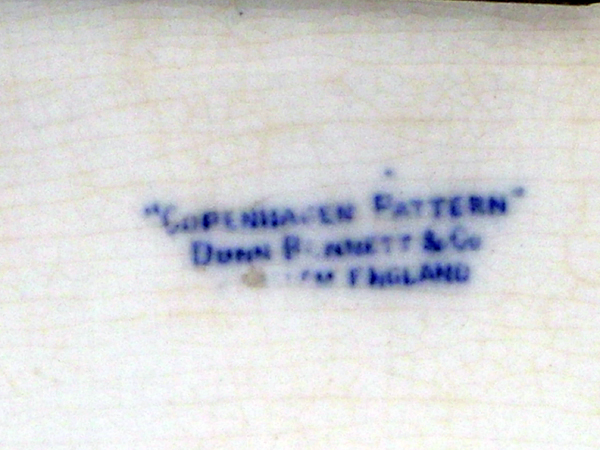 "COPENHAGEN PATTERN"
DUNN BENNETT & Co
ENGLAND